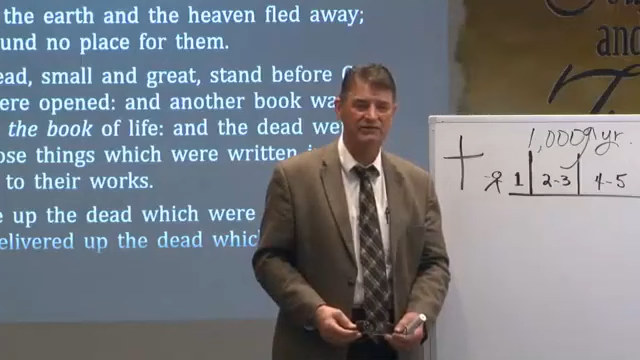 the earth and the heaven fled away;
und no place for them.
ead, small and great, stand before
ere opened: and another book wa
the book of life: and the dead we
ose things which were written
to their works.
e up the dead which were
elivered up the dead whic
and
1,000 yr.
1
2-3
4-5